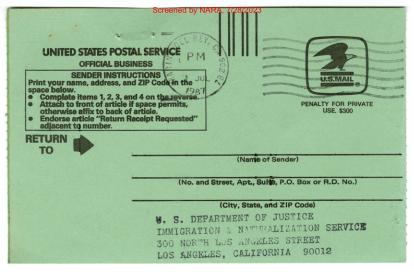 Screened by NARA, 7/28/2023
UNITED STATES POSTAL SERVICE
OFFICIAL BUSINESS
SENDER INSTRUCTIONS
Print your name, address, and ZIP Code in the
space below.
• Complete items 1, 2, 3, and 4 on the reverse.
• Attach to front of article if space permits,
otherwise affix to back of article.
• Endorse article "Return Receipt Requested"
adjacent to number.
PM
JUL
1987
U.S.MAIL
PENALTY FOR PRIVATE
USE, $300
RETURN
TO
(Name of Sender)
(No. and Street, Apt., Suite, P.O. Box or R.D. No.)
(City, State, and ZIP Code)
U. S. DEPARTMENT OF JUSTICE
IMMIGRATION & NATURALIZATION SERVICE
300 NORTH LOS ANGELES STREET
LOS ANGELES, CALIFORNIA 90012